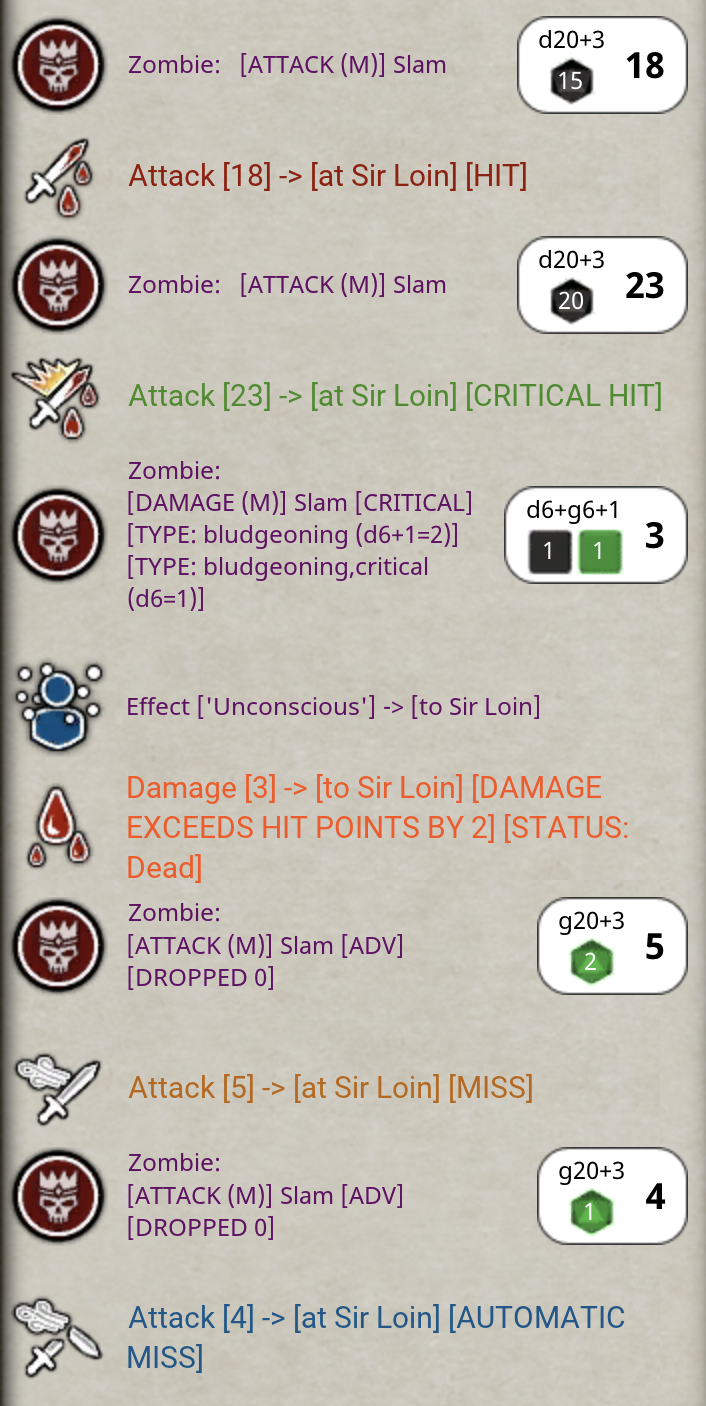 Zombie:   [ATTACK (M)] Slam
d20+3
15
18
Attack [18] -> [at Sir Loin] [HIT]
Zombie:   [ATTACK (M)] Slam
d20+3
20
23
Attack [23] -> [at Sir Loin] [CRITICAL HIT]
Zombie:
[DAMAGE (M)] Slam [CRITICAL]
[TYPE: bludgeoning (d6+1=2)]
[TYPE: bludgeoning,critical
(d6=1)]
d6+g6+1
1
1
3
Effect ['Unconscious'] -> [to Sir Loin]
Damage [3] -> [to Sir Loin] [DAMAGE
EXCEEDS HIT POINTS BY 2] [STATUS:
Dead]
Zombie:
[ATTACK (M)] Slam [ADV]
[DROPPED 0]
g20+3
2
5
Attack [5] -> [at Sir Loin] [MISS]
Zombie:
[ATTACK (M)] Slam [ADV]
[DROPPED 0]
g20+3
1
4
Attack [4] -> [at Sir Loin] [AUTOMATIC
MISS]